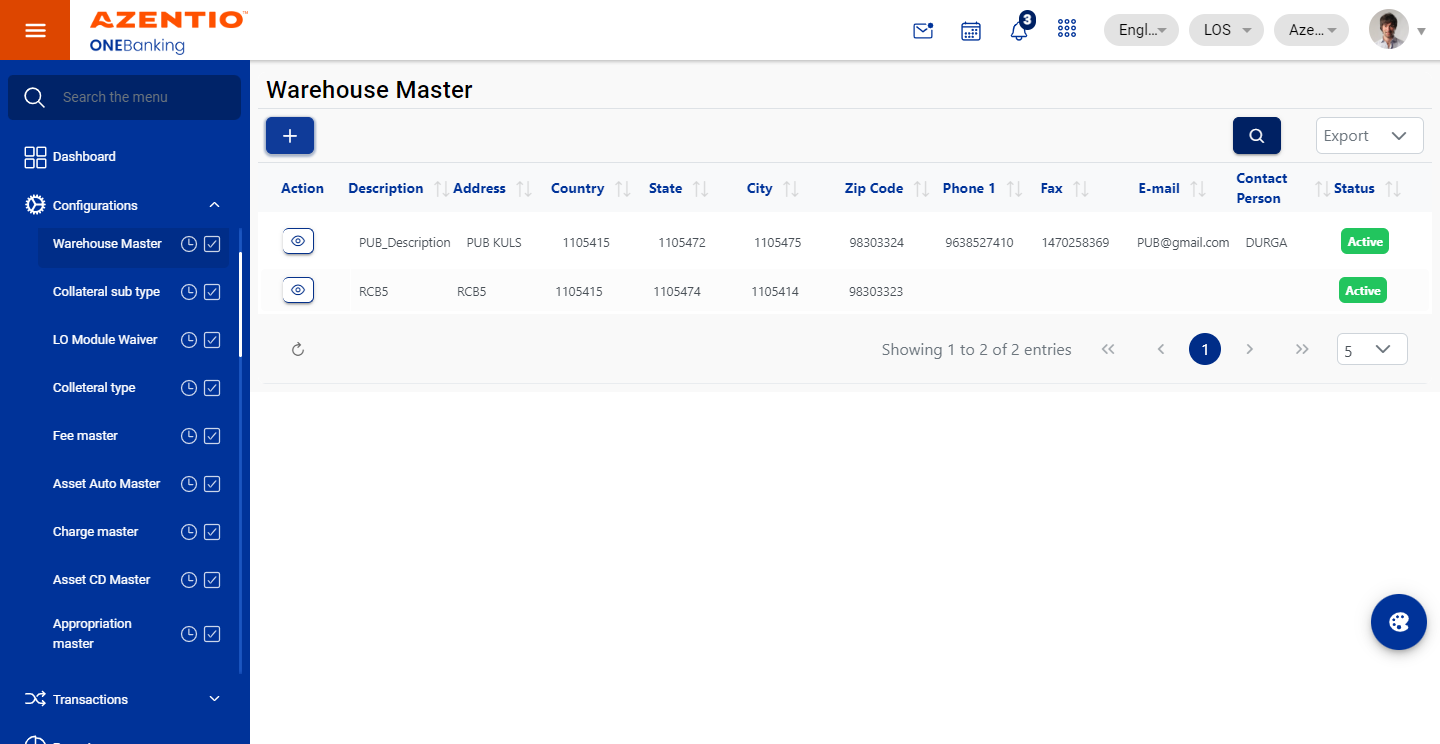 AZENTIO™
ONEBanking
3
Engl...
LOS
Aze...
Search the menu
Dashboard
Configurations
Warehouse Master
Collateral sub type
LO Module Waiver
Colleteral type
Fee master
Asset Auto Master
Charge master
Asset CD Master
Appropriation
master
Transactions
Warehouse Master
Export
Action Description Address Country State City Zip Code Phone 1 Fax E-mail Contact Person Status
PUB_Description PUB KULS 1105415 1105472 1105475 98303324 9638527410 1470258369 PUB@gmail.com DURGA Active
RCB5 RCB5 1105415 1105474 1105414 98303323 Active
Showing 1 to 2 of 2 entries 1 5